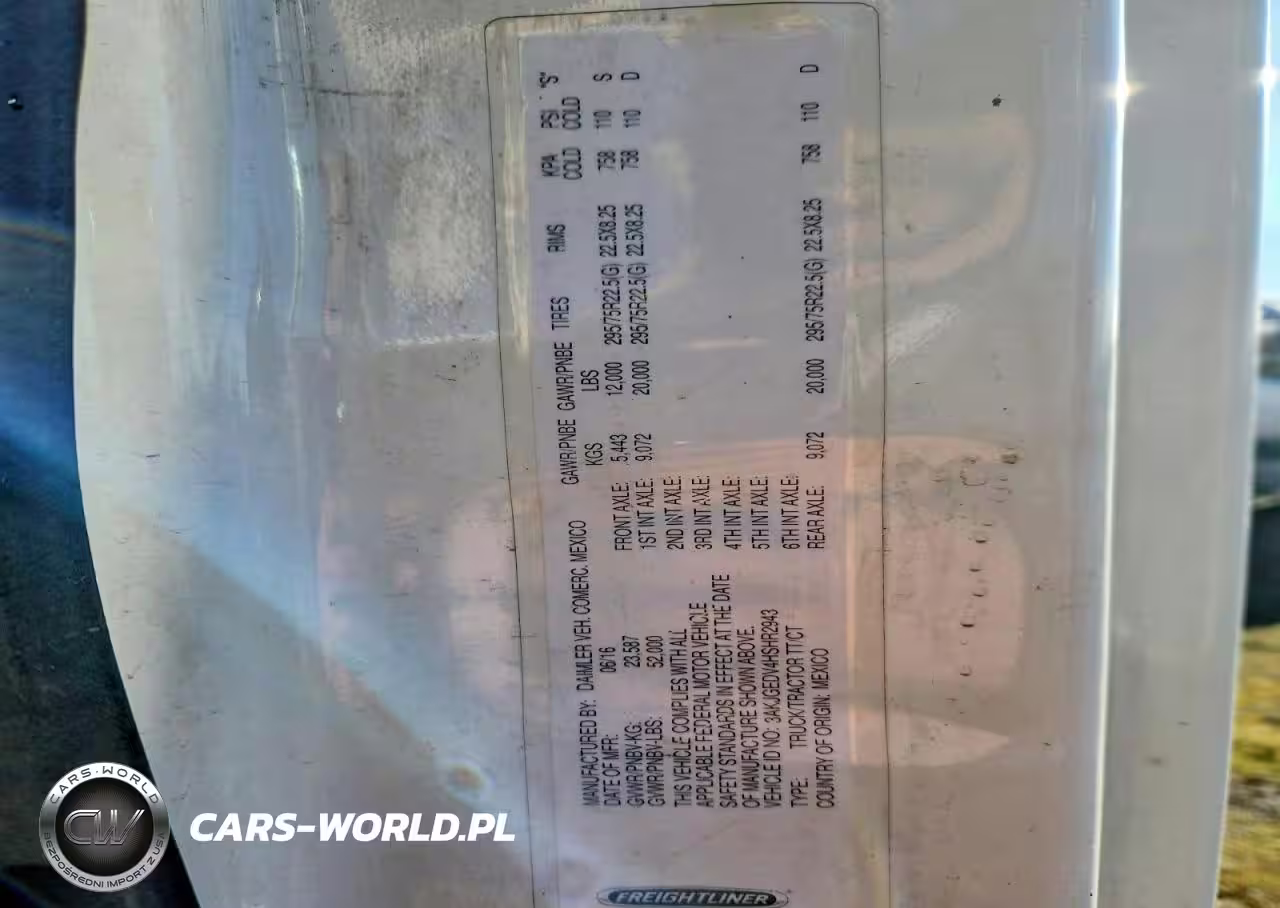 MANUFACTURED BY: DAIMLER VEH. COMERC. MEXICO
DATE OF MFR: 06/16
GVWR/PNBV-KG: 23,587
GVWR/PNBV-LBS: 52,000
THIS VEHICLE COMPLIES WITH ALL
APPLICABLE FEDERAL MOTOR VEHICLE
SAFETY STANDARDS IN EFFECT AT THE DATE
OF MANUFACTURE SHOWN ABOVE.
VEHICLE ID NO: 3AKJGEDV4HSHR2943
TYPE: TRUCK/TRACTOR TT/CT
COUNTRY OF ORIGIN: MEXICO
GAWR/PNBE GAWR/PNBE TIRES RIMS KPA PSI "S"
KGS LBS COLD COLD
FRONT AXLE: 5,443 12,000 295/75R22.5(G) 22.5X8.25 758 110 S
1ST INT AXLE: 9,072 20,000 295/75R22.5(G) 22.5X8.25 758 110 D
2ND INT AXLE:
3RD INT AXLE:
4TH INT AXLE:
5TH INT AXLE:
6TH INT AXLE:
REAR AXLE: 9,072 20,000 295/75R22.5(G) 22.5X8.25 758 110 D
FREIGHTLINER
CARS-WORLD
CW
BEZPOŚREDNI IMPORT Z USA
CARS-WORLD.PL